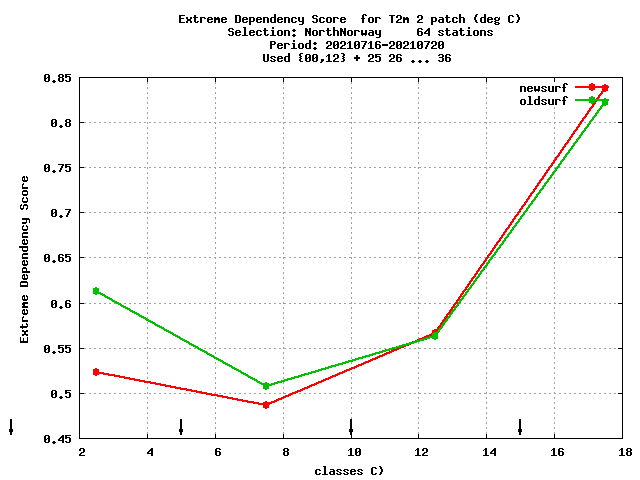 Extreme Dependency Score  for T2m 2 patch (deg C)
Selection: NorthNorway     64 stations
Period: 20210716-20210720
Used {00,12} + 25 26 ... 36
newsurf
oldsurf
0.85
0.8
0.75
0.7
0.65
0.6
0.55
0.5
0.45
Extreme Dependency Score
2 4 6 8 10 12 14 16 18
classes C)